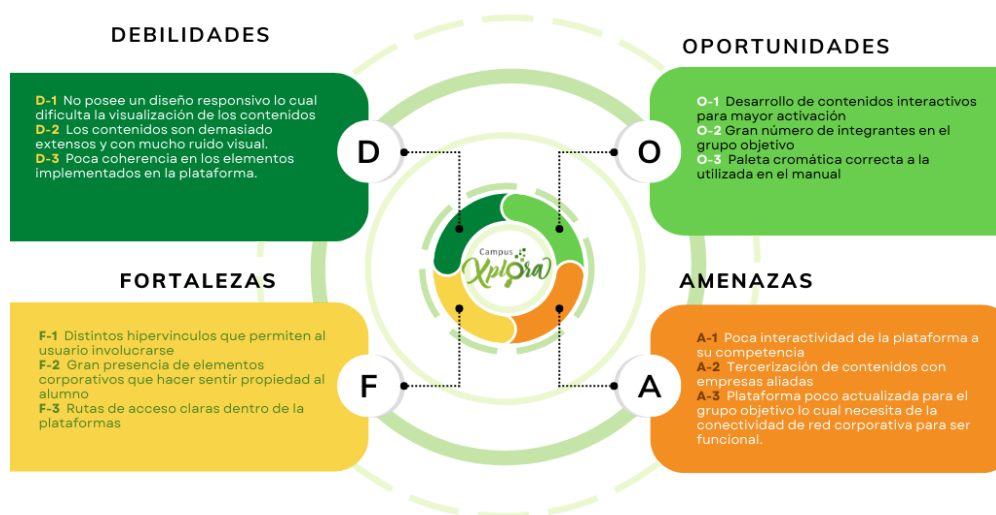 DEBILIDADES
D-1 No posee un diseño responsivo lo cual
dificulta la visualización de los contenidos
D-2 Los contenidos son demasiado
extensos y con mucho ruido visual.
D-3 Poca coherencia en los elementos
implementados en la plataforma.
D
OPORTUNIDADES
O-1 Desarrollo de contenidos interactivos
para mayor activación
O-2 Gran número de integrantes en el
grupo objetivo
O-3 Paleta cromática correcta a la
utilizada en el manual
O
Campus
Xplora
FORTALEZAS
F-1 Distintos hipervínculos que permiten al
usuario involucrarse
F-2 Gran presencia de elementos
corporativos que hacer sentir propiedad al
alumno
F-3 Rutas de acceso claras dentro de la
plataformas
F
AMENAZAS
A-1 Poca interactividad de la plataforma a
su competencia
A-2 Tercerización de contenidos con
empresas aliadas
A-3 Plataforma poco actualizada para el
grupo objetivo lo cual necesita de la
conectividad de red corporativa para ser
funcional.
A